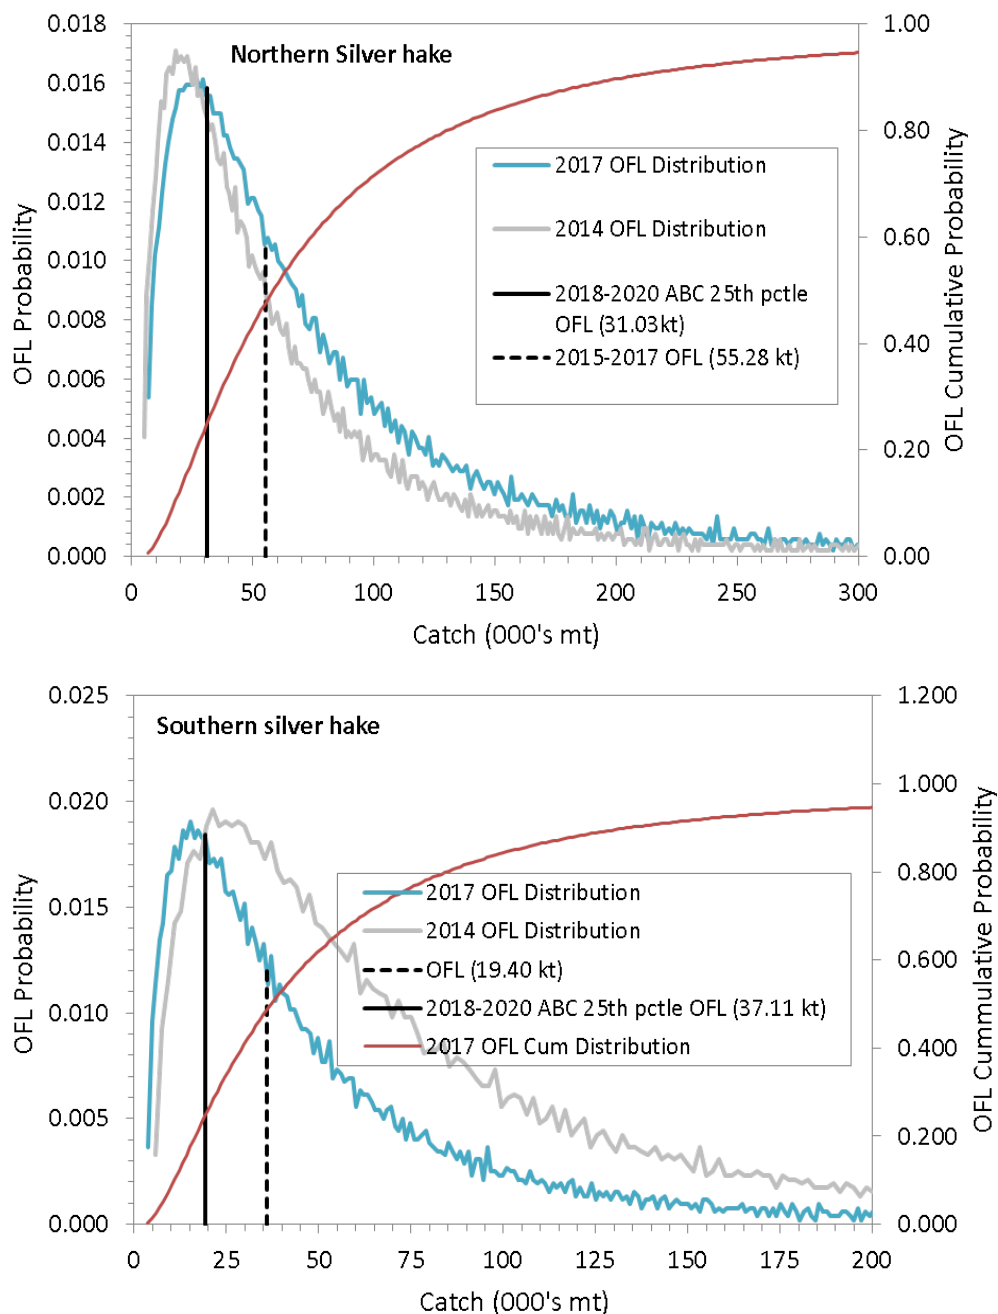 Northern Silver hake
0.018
0.016
0.014
0.012
0.010
0.008
0.006
0.004
0.002
0.000
OFL Probability
1.00
0.80
0.60
0.40
0.20
0.00
OFL Cumulative Probability
2017 OFL Distribution
2014 OFL Distribution
2018-2020 ABC 25th pctle
OFL (31.03kt)
2015-2017 OFL (55.28 kt)
0 50 100 150 200 250 300
Catch (000's mt)
Southern silver hake
0.025
0.020
0.015
0.010
0.005
0.000
OFL Probability
1.200
1.000
0.800
0.600
0.400
0.200
0.000
OFL Cummulative Probability
2017 OFL Distribution
2014 OFL Distribution
OFL (19.40 kt)
2018-2020 ABC 25th pctle OFL (37.11 kt)
2017 OFL Cum Distribution
0 25 50 75 100 125 150 175 200
Catch (000's mt)